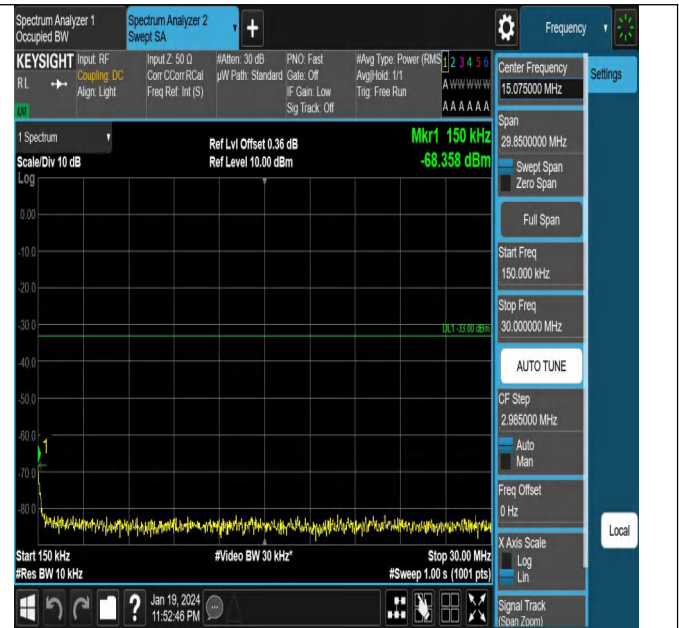 Spectrum Analyzer 1
Occupied BW
Spectrum Analyzer 2
Swept SA
+
Frequency
KEYSIGHT
RL
Input: RF
Coupling: DC
Align: Light
Input Z: 50 Ω
Corr CCorr RCal
Freq Ref: Int (S)
#Atten: 30 dB
µW Path: Standard
PNO: Fast
Gate: Off
IF Gain: Low
Sig Track: Off
#Avg Type: Power (RMS)
Avg|Hold: 1/1
Trig: Free Run
1 2 3 4 5 6
A W W W W W
A A A A A A
1 Spectrum
Scale/Div 10 dB
Ref Lvl Offset 0.36 dB
Ref Level 10.00 dBm
Mkr1 150 kHz
-68.358 dBm
Log
0.00
-10.0
-20.0
-30.0
DL1 -33.00 dBm
-40.0
-50.0
-60.0
1
-70.0
-80.0
Start 150 kHz
#Res BW 10 kHz
#Video BW 30 kHz*
Stop 30.00 MHz
#Sweep 1.00 s (1001 pts)
Jan 19, 2024
11:52:46 PM
?
Center Frequency
15.075000 MHz
Settings
Span
29.8500000 MHz
Swept Span
Zero Span
Full Span
Start Freq
150.000 kHz
Stop Freq
30.000000 MHz
AUTO TUNE
CF Step
2.985000 MHz
Auto
Man
Freq Offset
0 Hz
Local
X Axis Scale
Log
Lin
Signal Track
(Span Zoom)